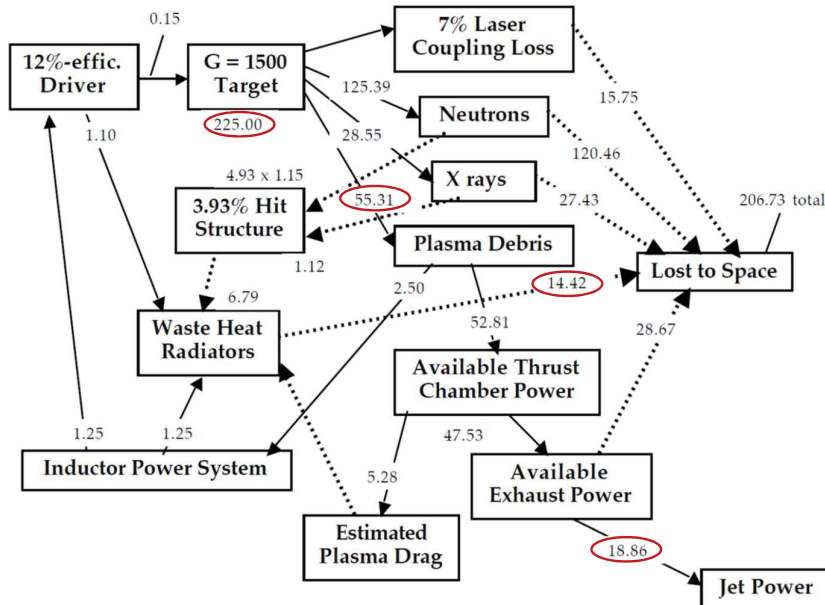 0.15
12%-effic.
Driver
G = 1500
Target
7% Laser
Coupling Loss
225.00
1.10
125.39
28.55
Neutrons
15.75
120.46
4.93 x 1.15
55.31
X rays
27.43
206.73 total
3.93% Hit
Structure
Plasma Debris
1.12
Lost to Space
14.42
6.79
2.50
Waste Heat
Radiators
52.81
28.67
Available Thrust
Chamber Power
1.25
1.25
47.53
Inductor Power System
5.28
Available
Exhaust Power
Estimated
Plasma Drag
18.86
Jet Power